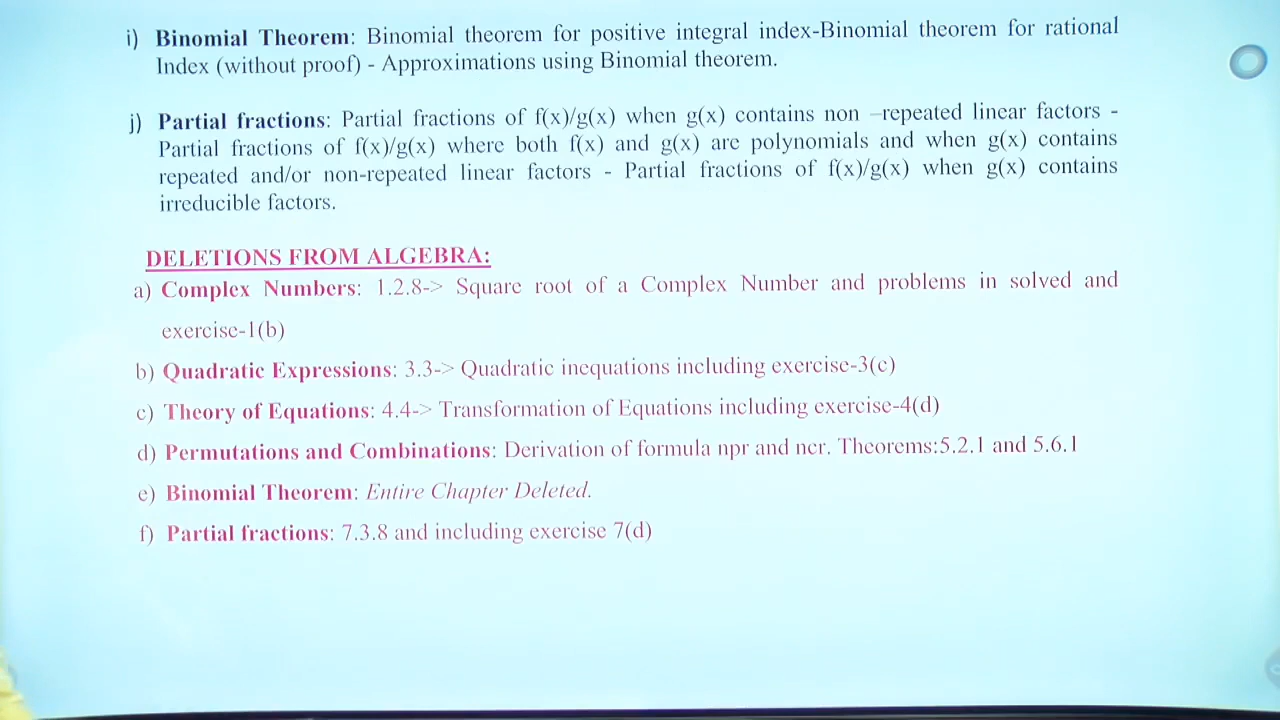 i) Binomial Theorem: Binomial theorem for positive integral index-Binomial theorem for rational
Index (without proof) - Approximations using Binomial theorem.
j) Partial fractions: Partial fractions of f(x)/g(x) when g(x) contains non –repeated linear factors -
Partial fractions of f(x)/g(x) where both f(x) and g(x) are polynomials and when g(x) contains
repeated and/or non-repeated linear factors - Partial fractions of f(x)/g(x) when g(x) contains
irreducible factors.
DELETIONS FROM ALGEBRA:
a) Complex Numbers: 1.2.8-> Square root of a Complex Number and problems in solved and
exercise-1(b)
b) Quadratic Expressions: 3.3-> Quadratic inequations including exercise-3(c)
c) Theory of Equations: 4.4-> Transformation of Equations including exercise-4(d)
d) Permutations and Combinations: Derivation of formula npr and ncr. Theorems:5.2.1 and 5.6.1
e) Binomial Theorem: Entire Chapter Deleted.
f) Partial fractions: 7.3.8 and including exercise 7(d)